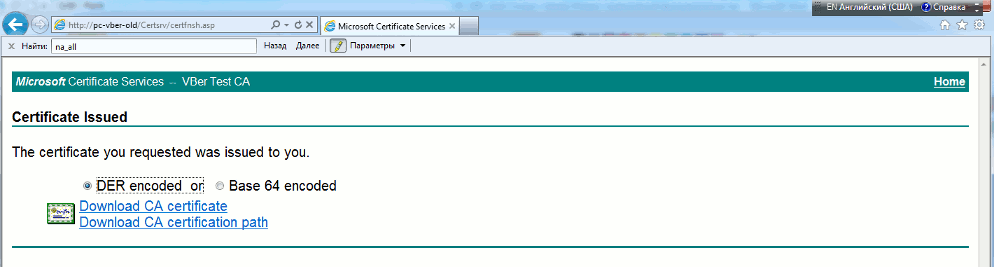 EN Английский (США) Справка
http://pc-vber-old/Certsrv/certfnsh.asp
Microsoft Certificate Services
Найти: na_all Назад Далее Параметры
Microsoft Certificate Services -- VBer Test CA Home
Certificate Issued
The certificate you requested was issued to you.
DER encoded or Base 64 encoded
Download CA certificate
Download CA certification path